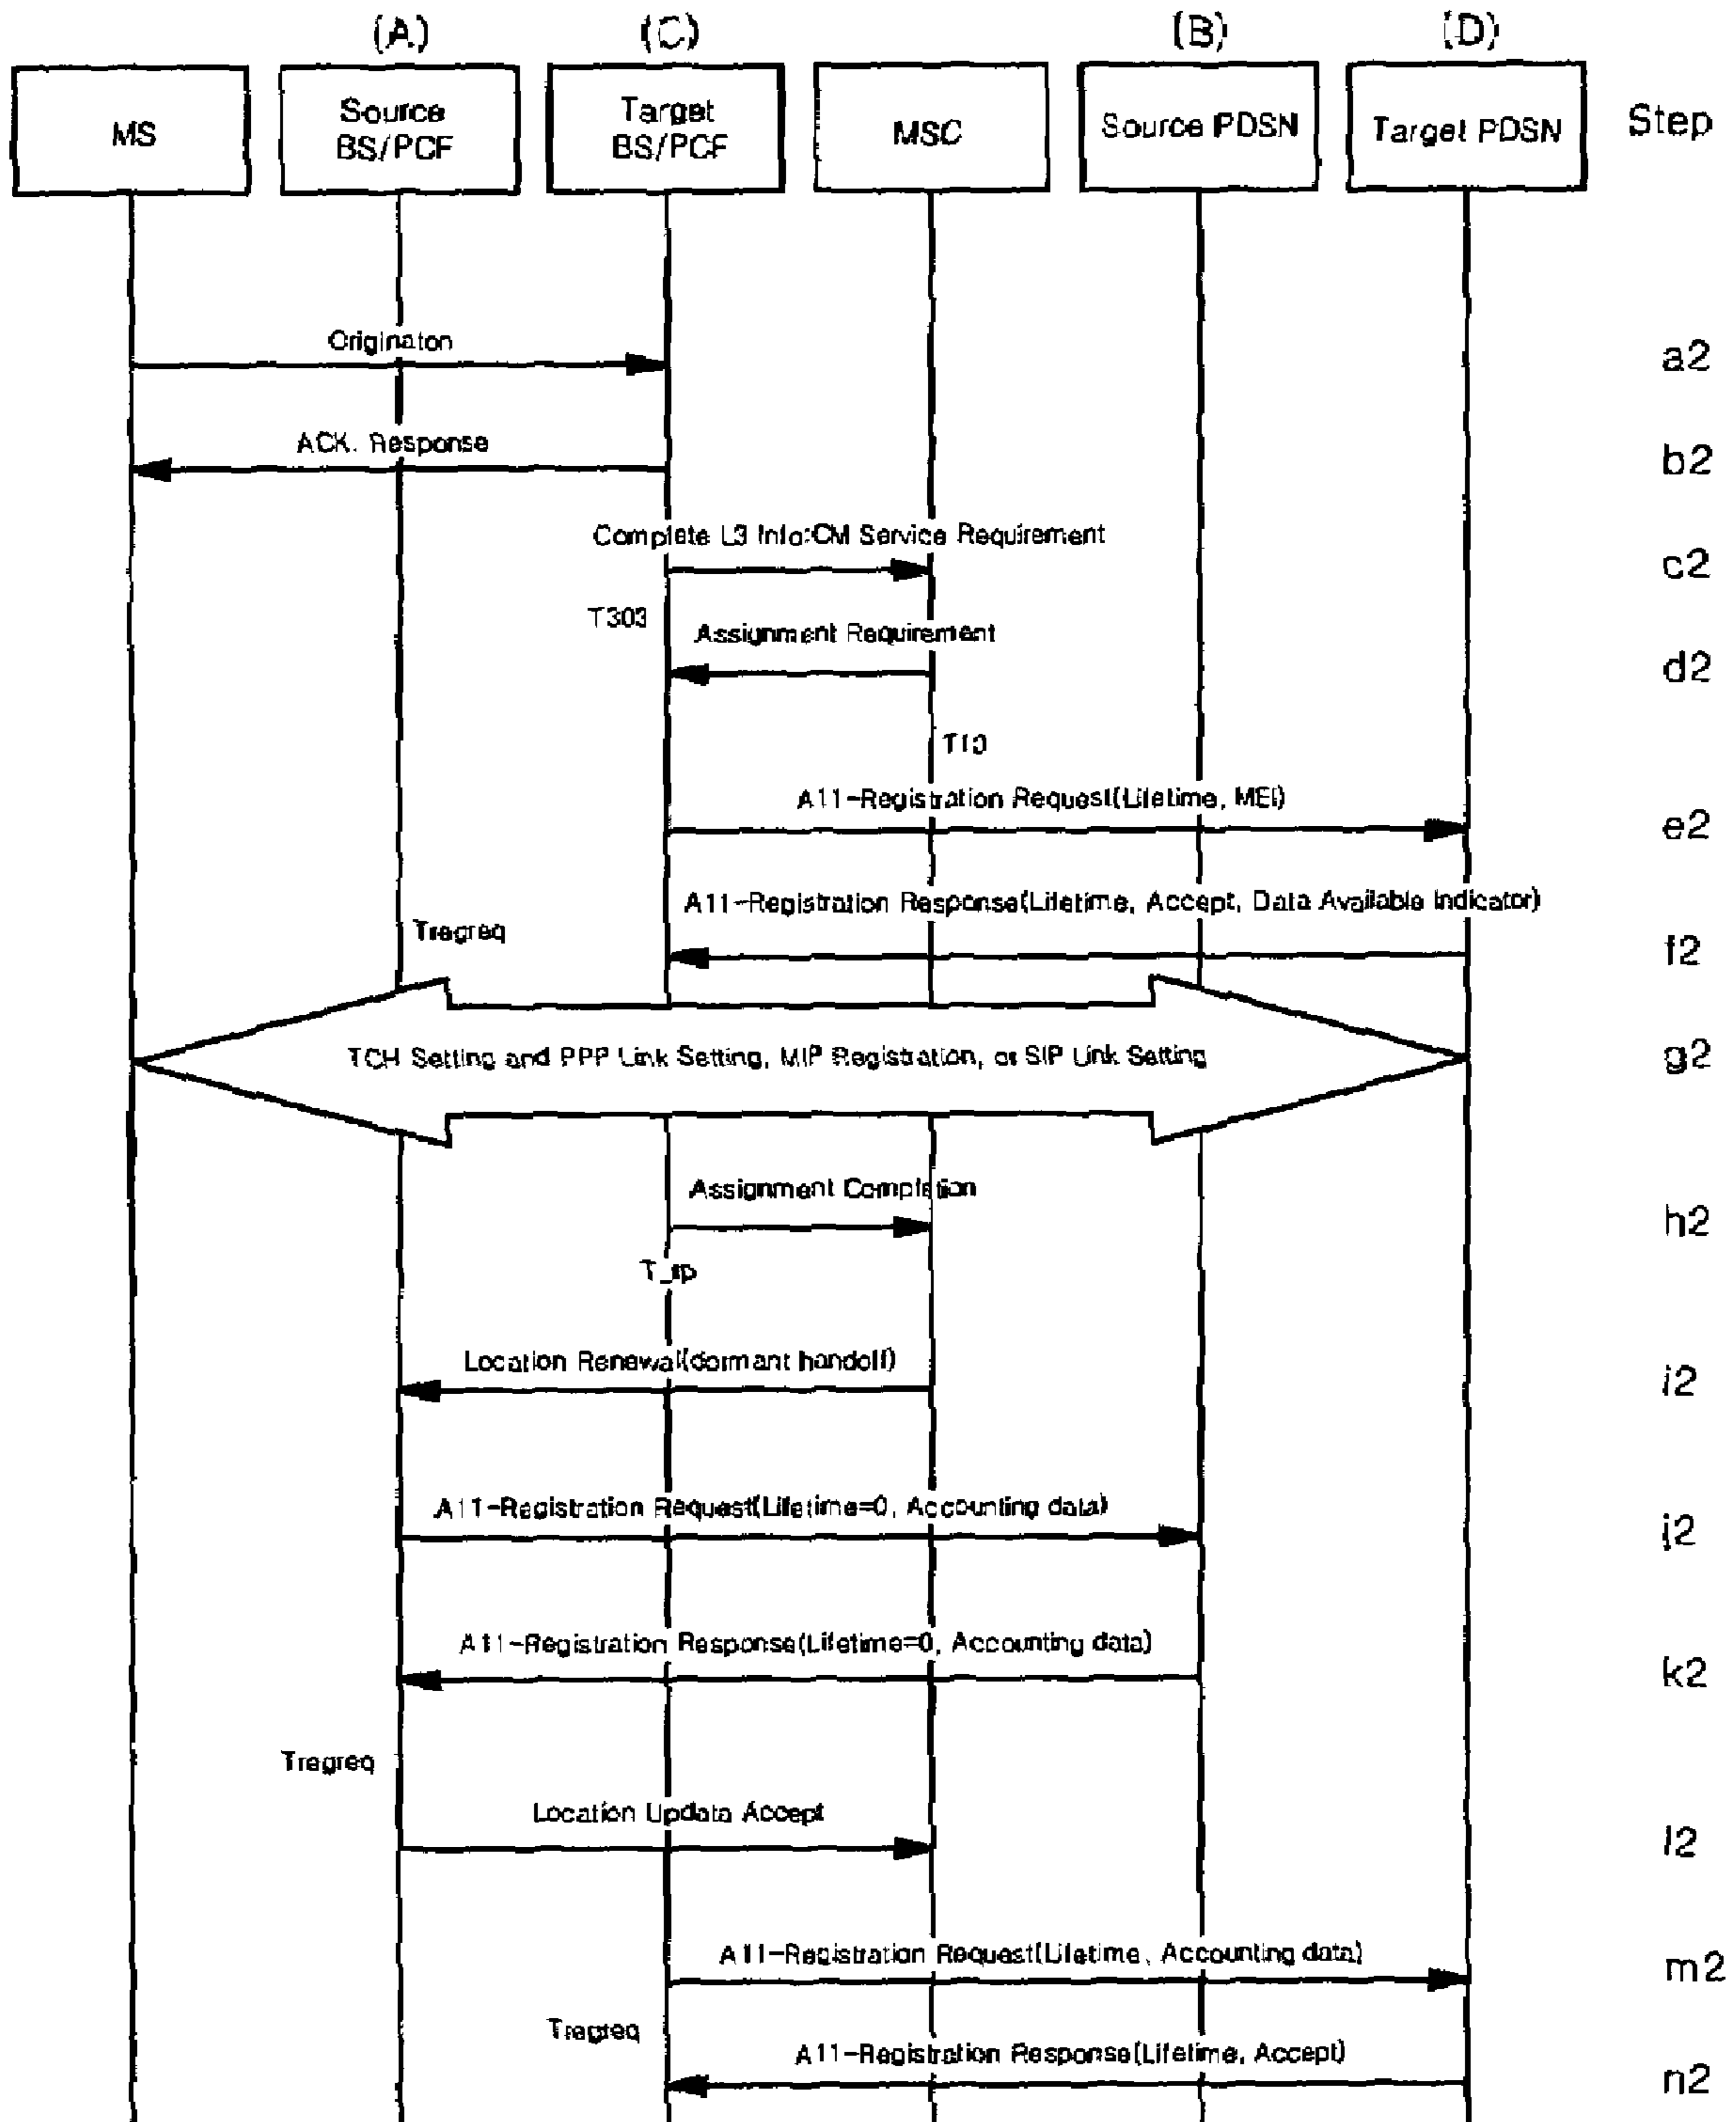 (A)
(C)
(B)
(D)
MS
Source
BS/PCF
Target
BS/PCF
MSC
Source PDSN
Target PDSN
Step
Originaton
a2
ACK. Response
b2
Complete L3 Info:CM Service Requirement
c2
T303
Assignment Requirement
d2
T10
A11-Registration Request(Lifetime, MEI)
e2
A11-Registration Response(Lifetime, Accept, Data Available Indicator)
Tregreq
f2
TCH Setting and PPP Link Setting, MIP Registration, or SIP Link Setting
g2
Assignment Completion
h2
T_rp
Location Renewal(dormant handoff)
i2
A11-Registration Request(Lifetime=0, Accounting data)
j2
A11-Registration Response(Lifetime=0, Accounting data)
k2
Tregreq
Location Updata Accept
l2
A11-Registration Request(Lifetime, Accounting data)
m2
Tregreq
A11-Registration Response(Lifetime, Accept)
n2